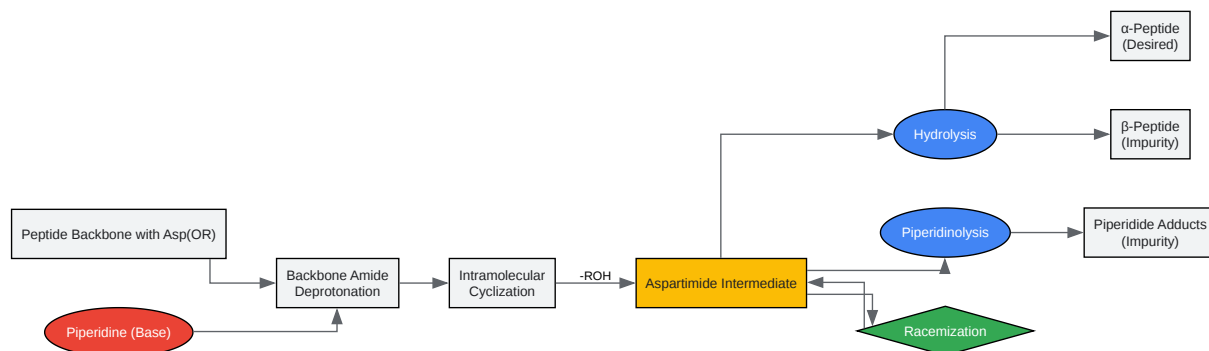 α-Peptide
(Desired)
Hydrolysis
β-Peptide
(Impurity)
Peptide Backbone with Asp(OR)
Piperidinolysis
Piperidide Adducts
(Impurity)
Backbone Amide
Deprotonation
Intramolecular
Cyclization
-ROH
Aspartimide Intermediate
Piperidine (Base)
Racemization